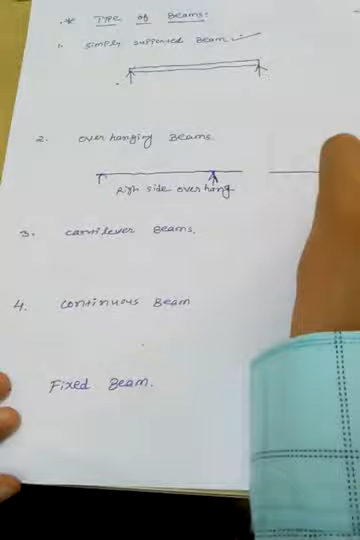 * TYPE of Beams:
1. Simply supported Beam
2. over hanging Beams.
Righ side over hang
3. cantilever Beams.
4. continuous Beam
Fixed Beam.